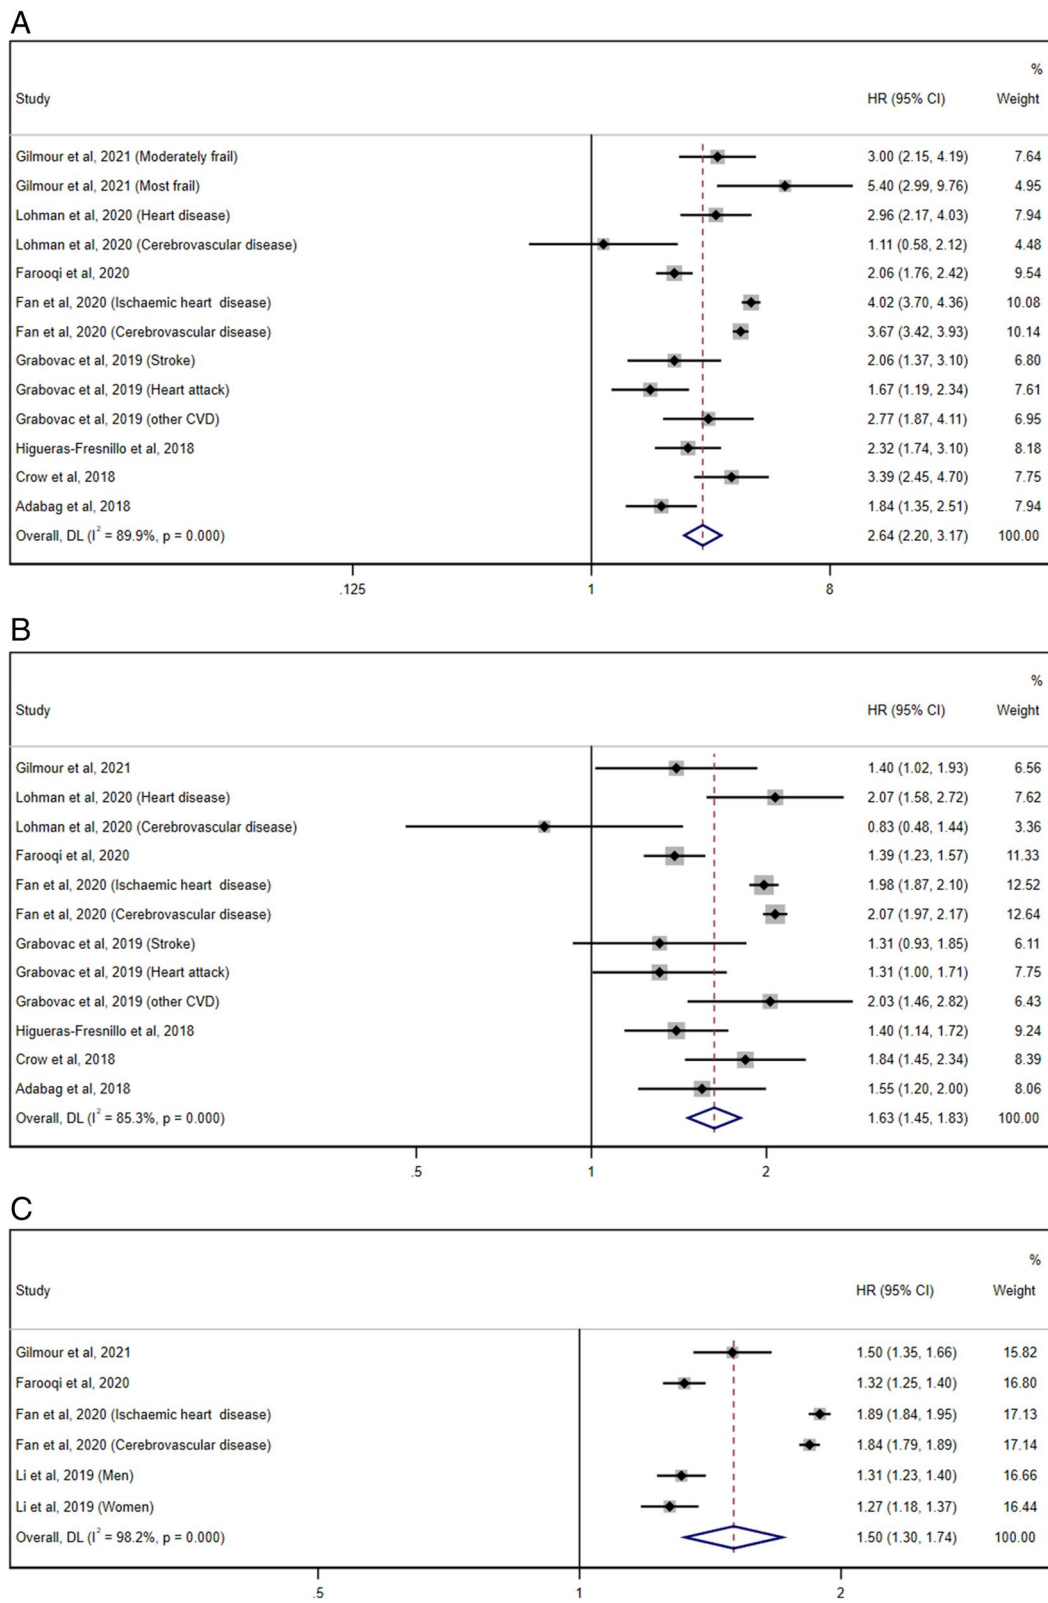 A
%
Study HR (95% CI) Weight
Gilmour et al, 2021 (Moderately frail) 3.00 (2.15, 4.19) 7.64
Gilmour et al, 2021 (Most frail) 5.40 (2.99, 9.76) 4.95
Lohman et al, 2020 (Heart disease) 2.96 (2.17, 4.03) 7.94
Lohman et al, 2020 (Cerebrovascular disease) 1.11 (0.58, 2.12) 4.48
Farooqi et al, 2020 2.06 (1.76, 2.42) 9.54
Fan et al, 2020 (Ischaemic heart disease) 4.02 (3.70, 4.36) 10.08
Fan et al, 2020 (Cerebrovascular disease) 3.67 (3.42, 3.93) 10.14
Grabovac et al, 2019 (Stroke) 2.06 (1.37, 3.10) 6.80
Grabovac et al, 2019 (Heart attack) 1.67 (1.19, 2.34) 7.61
Grabovac et al, 2019 (other CVD) 2.77 (1.87, 4.11) 6.95
Higueras-Fresnillo et al, 2018 2.32 (1.74, 3.10) 8.18
Crow et al, 2018 3.39 (2.45, 4.70) 7.75
Adabag et al, 2018 1.84 (1.35, 2.51) 7.94
Overall, DL (I² = 89.9%, p = 0.000) 2.64 (2.20, 3.17) 100.00
.125 1 8
B
%
Study HR (95% CI) Weight
Gilmour et al, 2021 1.40 (1.02, 1.93) 6.56
Lohman et al, 2020 (Heart disease) 2.07 (1.58, 2.72) 7.62
Lohman et al, 2020 (Cerebrovascular disease) 0.83 (0.48, 1.44) 3.36
Farooqi et al, 2020 1.39 (1.23, 1.57) 11.33
Fan et al, 2020 (Ischaemic heart disease) 1.98 (1.87, 2.10) 12.52
Fan et al, 2020 (Cerebrovascular disease) 2.07 (1.97, 2.17) 12.64
Grabovac et al, 2019 (Stroke) 1.31 (0.93, 1.85) 6.11
Grabovac et al, 2019 (Heart attack) 1.31 (1.00, 1.71) 7.75
Grabovac et al, 2019 (other CVD) 2.03 (1.46, 2.82) 6.43
Higueras-Fresnillo et al, 2018 1.40 (1.14, 1.72) 9.24
Crow et al, 2018 1.84 (1.45, 2.34) 8.39
Adabag et al, 2018 1.55 (1.20, 2.00) 8.06
Overall, DL (I² = 85.3%, p = 0.000) 1.63 (1.45, 1.83) 100.00
.5 1 2
C
%
Study HR (95% CI) Weight
Gilmour et al, 2021 1.50 (1.35, 1.66) 15.82
Farooqi et al, 2020 1.32 (1.25, 1.40) 16.80
Fan et al, 2020 (Ischaemic heart disease) 1.89 (1.84, 1.95) 17.13
Fan et al, 2020 (Cerebrovascular disease) 1.84 (1.79, 1.89) 17.14
Li et al, 2019 (Men) 1.31 (1.23, 1.40) 16.66
Li et al, 2019 (Women) 1.27 (1.18, 1.37) 16.44
Overall, DL (I² = 98.2%, p = 0.000) 1.50 (1.30, 1.74) 100.00
.5 1 2